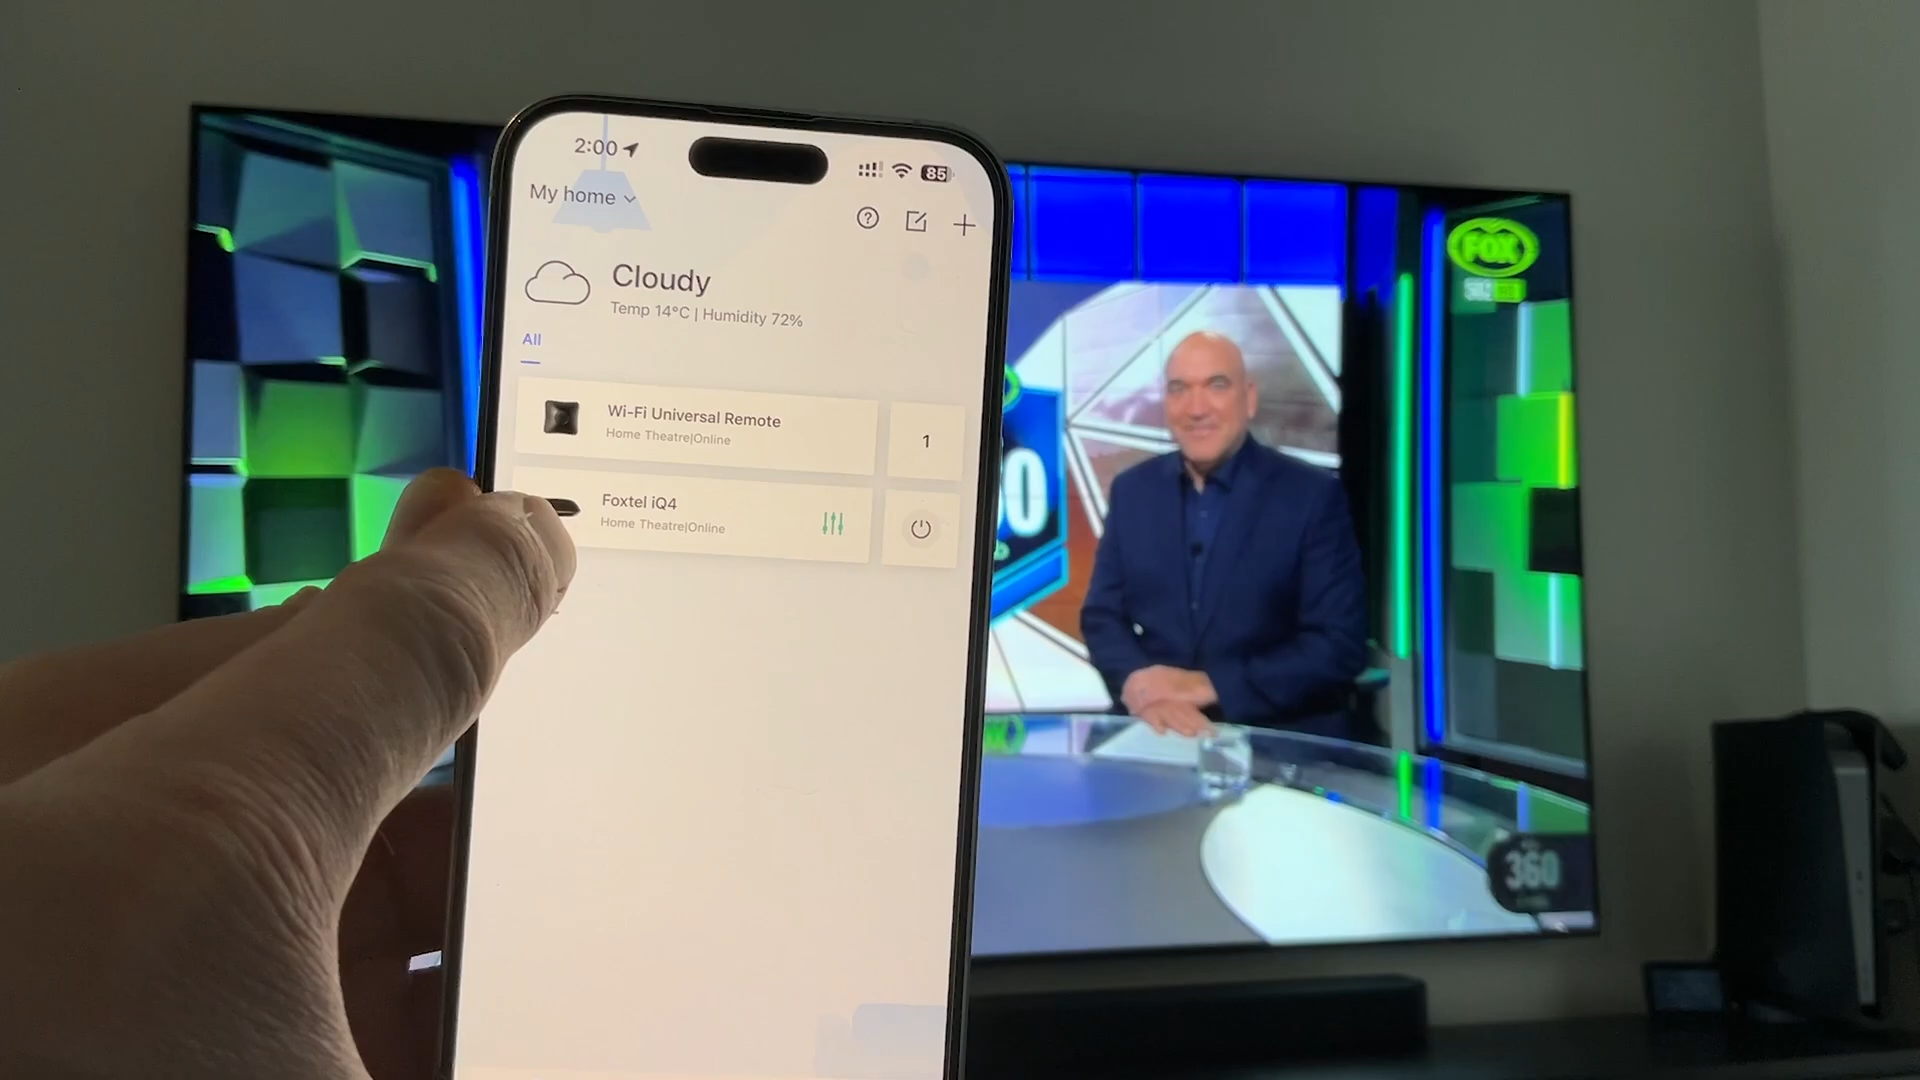 2:00
85
My home
Cloudy
Temp 14°C | Humidity 72%
All
Wi-Fi Universal Remote
Home Theatre|Online
1
Foxtel iQ4
Home Theatre|Online
FOX
502
360